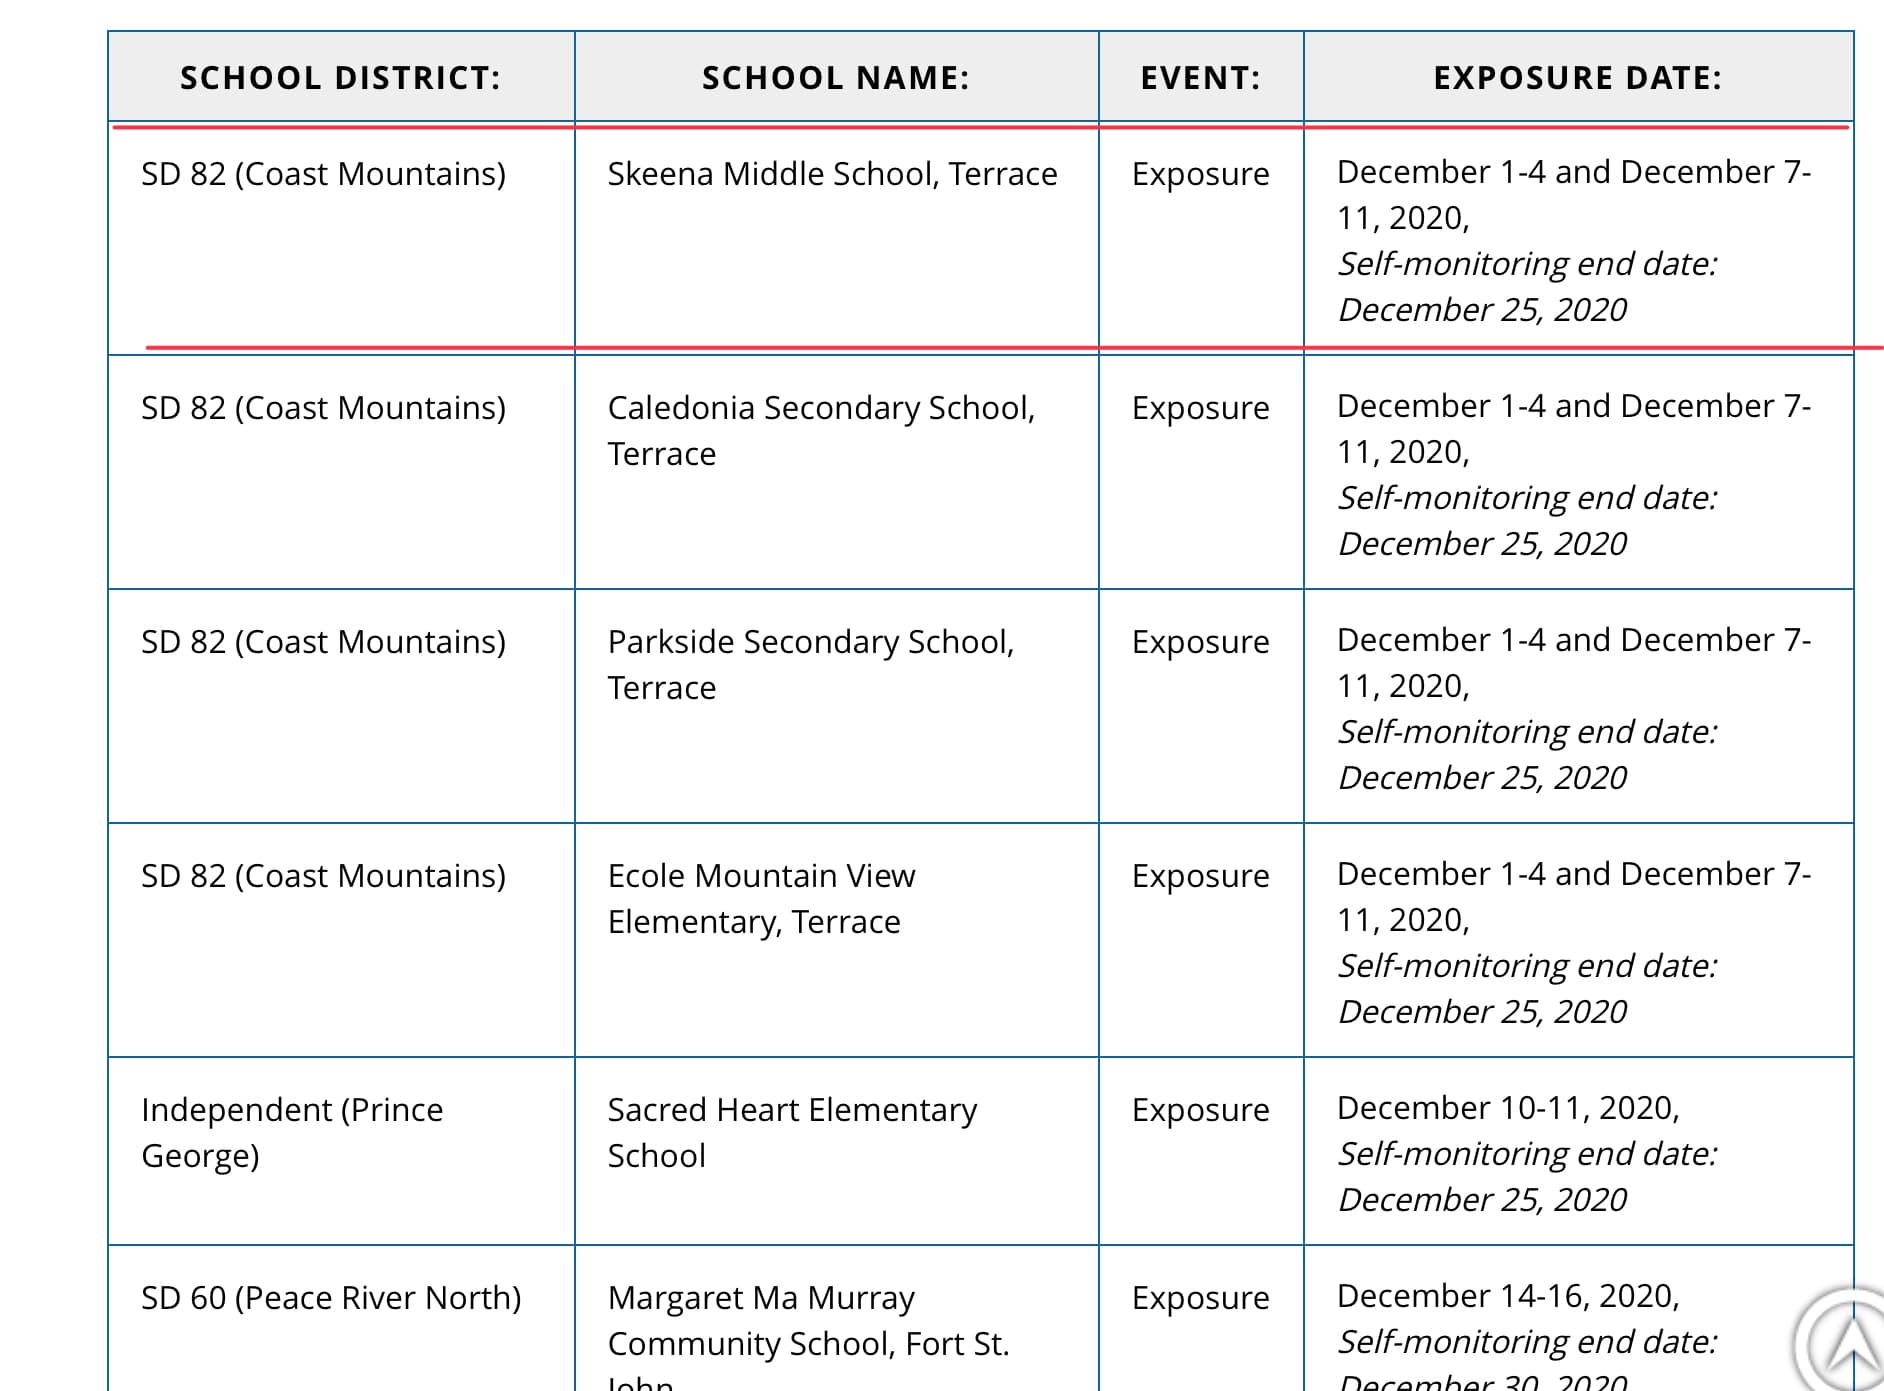 SCHOOL DISTRICT: SCHOOL NAME: EVENT: EXPOSURE DATE:
SD 82 (Coast Mountains) Skeena Middle School, Terrace Exposure December 1-4 and December 7-
11, 2020,
Self-monitoring end date:
December 25, 2020
SD 82 (Coast Mountains) Caledonia Secondary School, Exposure December 1-4 and December 7-
Terrace 11, 2020,
Self-monitoring end date:
December 25, 2020
SD 82 (Coast Mountains) Parkside Secondary School, Exposure December 1-4 and December 7-
Terrace 11, 2020,
Self-monitoring end date:
December 25, 2020
SD 82 (Coast Mountains) Ecole Mountain View Exposure December 1-4 and December 7-
Elementary, Terrace 11, 2020,
Self-monitoring end date:
December 25, 2020
Independent (Prince Sacred Heart Elementary Exposure December 10-11, 2020,
George) School Self-monitoring end date:
December 25, 2020
SD 60 (Peace River North) Margaret Ma Murray Exposure December 14-16, 2020,
Community School, Fort St. Self-monitoring end date:
John December 30, 2020